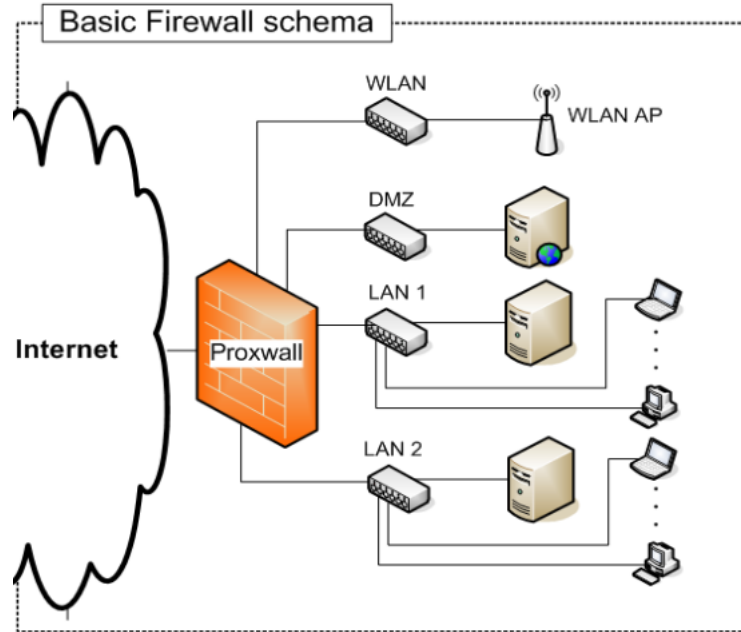 Basic Firewall schema
WLAN
WLAN AP
DMZ
LAN 1
Internet
Proxwall
LAN 2